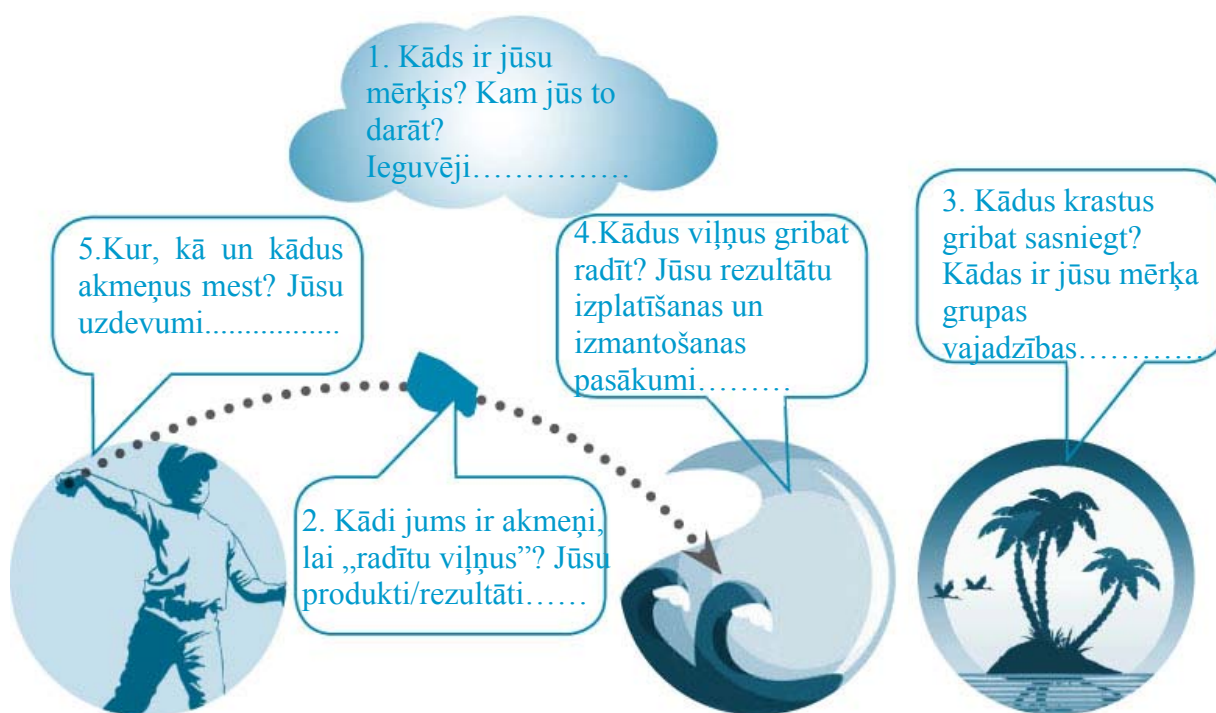 1. Kāds ir jūsu
mērķis? Kam jūs to
darāt?
Ieguvēji……………
5.Kur, kā un kādus
akmeņus mest? Jūsu
uzdevumi.................
2. Kādi jums ir akmeņi,
lai „radītu viļņus”? Jūsu
produkti/rezultāti……
4.Kādus viļņus gribat
radīt? Jūsu rezultātu
izplatīšanas un
izmantošanas
pasākumi………
3. Kādus krastus
gribat sasniegt?
Kādas ir jūsu mērķa
grupas
vajadzības…………